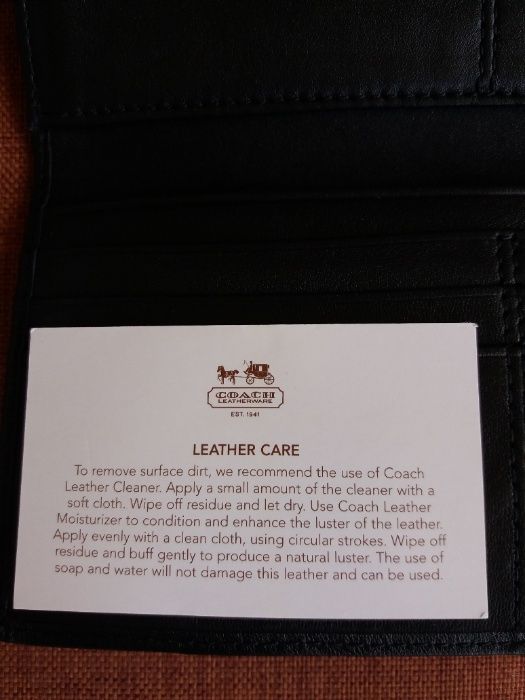 COACH
LEATHERWARE
EST. 1941
LEATHER CARE
To remove surface dirt, we recommend the use of Coach
Leather Cleaner. Apply a small amount of the cleaner with a
soft cloth. Wipe off residue and let dry. Use Coach Leather
Moisturizer to condition and enhance the luster of the leather.
Apply evenly with a clean cloth, using circular strokes. Wipe off
residue and buff gently to produce a natural luster. The use of
soap and water will not damage this leather and can be used.